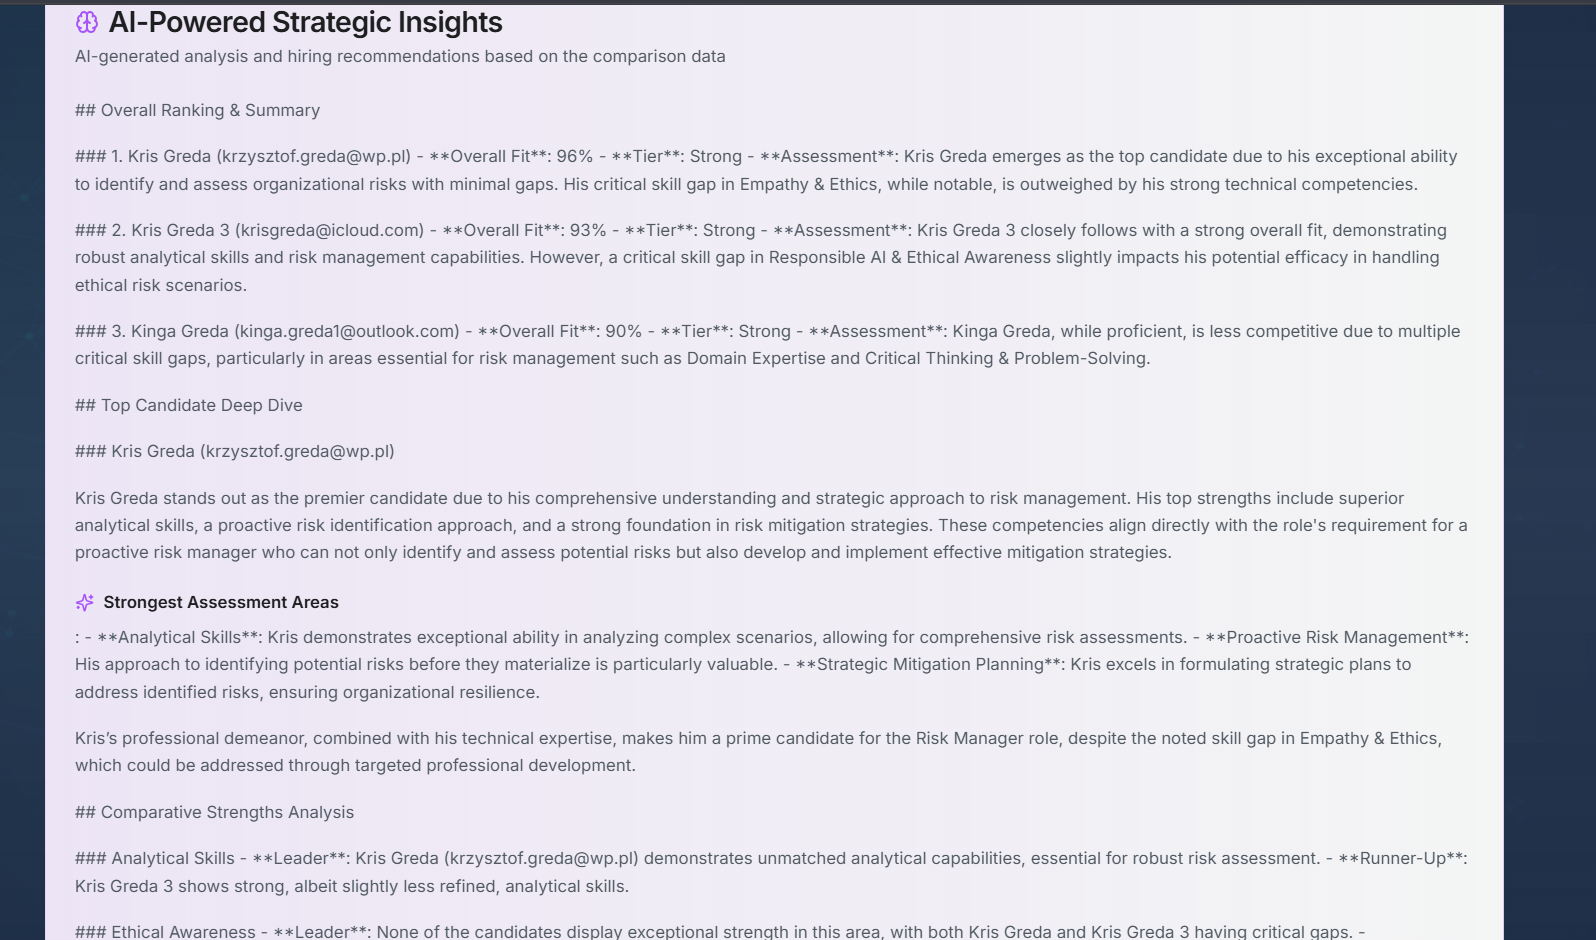 AI-Powered Strategic Insights
AI-generated analysis and hiring recommendations based on the comparison data
## Overall Ranking & Summary
### 1. Kris Greda (krzysztof.greda@wp.pl) - **Overall Fit**: 96% - **Tier**: Strong - **Assessment**: Kris Greda emerges as the top candidate due to his exceptional ability
to identify and assess organizational risks with minimal gaps. His critical skill gap in Empathy & Ethics, while notable, is outweighed by his strong technical competencies.
### 2. Kris Greda 3 (krisgreda@icloud.com) - **Overall Fit**: 93% - **Tier**: Strong - **Assessment**: Kris Greda 3 closely follows with a strong overall fit, demonstrating
robust analytical skills and risk management capabilities. However, a critical skill gap in Responsible AI & Ethical Awareness slightly impacts his potential efficacy in handling
ethical risk scenarios.
### 3. Kinga Greda (kinga.greda1@outlook.com) - **Overall Fit**: 90% - **Tier**: Strong - **Assessment**: Kinga Greda, while proficient, is less competitive due to multiple
critical skill gaps, particularly in areas essential for risk management such as Domain Expertise and Critical Thinking & Problem-Solving.
## Top Candidate Deep Dive
### Kris Greda (krzysztof.greda@wp.pl)
Kris Greda stands out as the premier candidate due to his comprehensive understanding and strategic approach to risk management. His top strengths include superior
analytical skills, a proactive risk identification approach, and a strong foundation in risk mitigation strategies. These competencies align directly with the role's requirement for a
proactive risk manager who can not only identify and assess potential risks but also develop and implement effective mitigation strategies.
Strongest Assessment Areas
: - **Analytical Skills**: Kris demonstrates exceptional ability in analyzing complex scenarios, allowing for comprehensive risk assessments. - **Proactive Risk Management**:
His approach to identifying potential risks before they materialize is particularly valuable. - **Strategic Mitigation Planning**: Kris excels in formulating strategic plans to
address identified risks, ensuring organizational resilience.
Kris’s professional demeanor, combined with his technical expertise, makes him a prime candidate for the Risk Manager role, despite the noted skill gap in Empathy & Ethics,
which could be addressed through targeted professional development.
## Comparative Strengths Analysis
### Analytical Skills - **Leader**: Kris Greda (krzysztof.greda@wp.pl) demonstrates unmatched analytical capabilities, essential for robust risk assessment. - **Runner-Up**:
Kris Greda 3 shows strong, albeit slightly less refined, analytical skills.
### Ethical Awareness - **Leader**: None of the candidates display exceptional strength in this area, with both Kris Greda and Kris Greda 3 having critical gaps. -